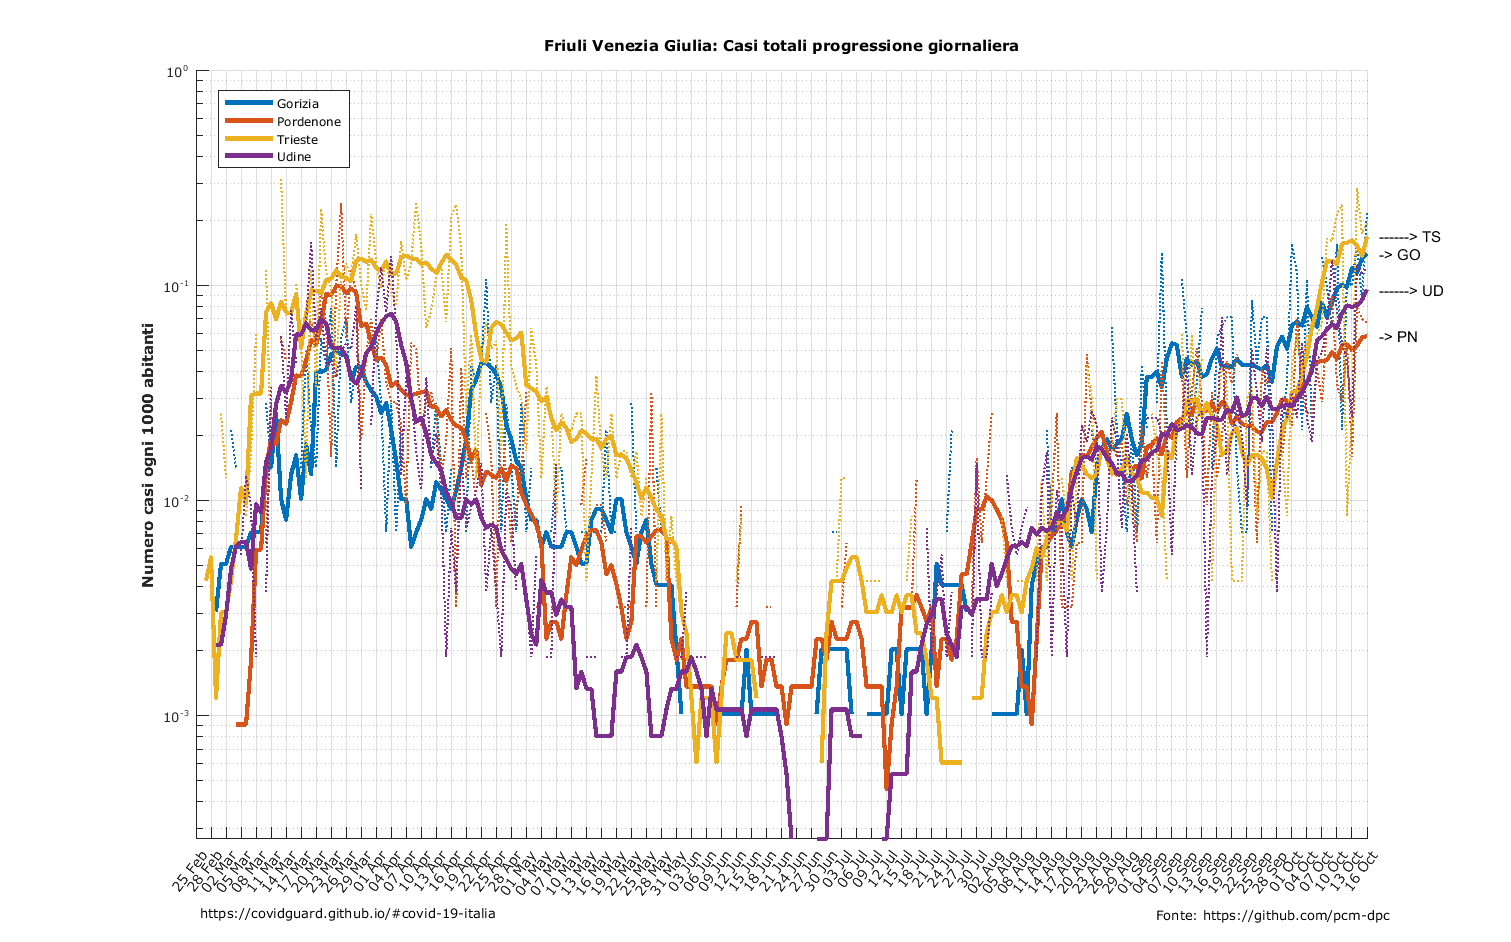 Friuli Venezia Giulia: Casi totali progressione giornaliera
10^0
10^-1
10^-2
10^-3
Numero casi ogni 1000 abitanti
Gorizia
Pordenone
Trieste
Udine
------> TS
-> GO
------> UD
-> PN
25 Feb
28 Feb
02 Mar
05 Mar
08 Mar
11 Mar
14 Mar
17 Mar
20 Mar
23 Mar
26 Mar
29 Mar
01 Apr
04 Apr
07 Apr
10 Apr
13 Apr
16 Apr
19 Apr
22 Apr
25 Apr
28 Apr
01 May
04 May
07 May
10 May
13 May
16 May
19 May
22 May
25 May
28 May
31 May
03 Jun
06 Jun
09 Jun
12 Jun
15 Jun
18 Jun
21 Jun
24 Jun
27 Jun
30 Jun
03 Jul
06 Jul
09 Jul
12 Jul
15 Jul
18 Jul
21 Jul
24 Jul
27 Jul
30 Jul
02 Aug
05 Aug
08 Aug
11 Aug
14 Aug
17 Aug
20 Aug
23 Aug
26 Aug
29 Aug
01 Sep
04 Sep
07 Sep
10 Sep
13 Sep
16 Sep
19 Sep
22 Sep
25 Sep
28 Sep
01 Oct
04 Oct
07 Oct
10 Oct
13 Oct
16 Oct
https://covidguard.github.io/#covid-19-italia
Fonte: https://github.com/pcm-dpc